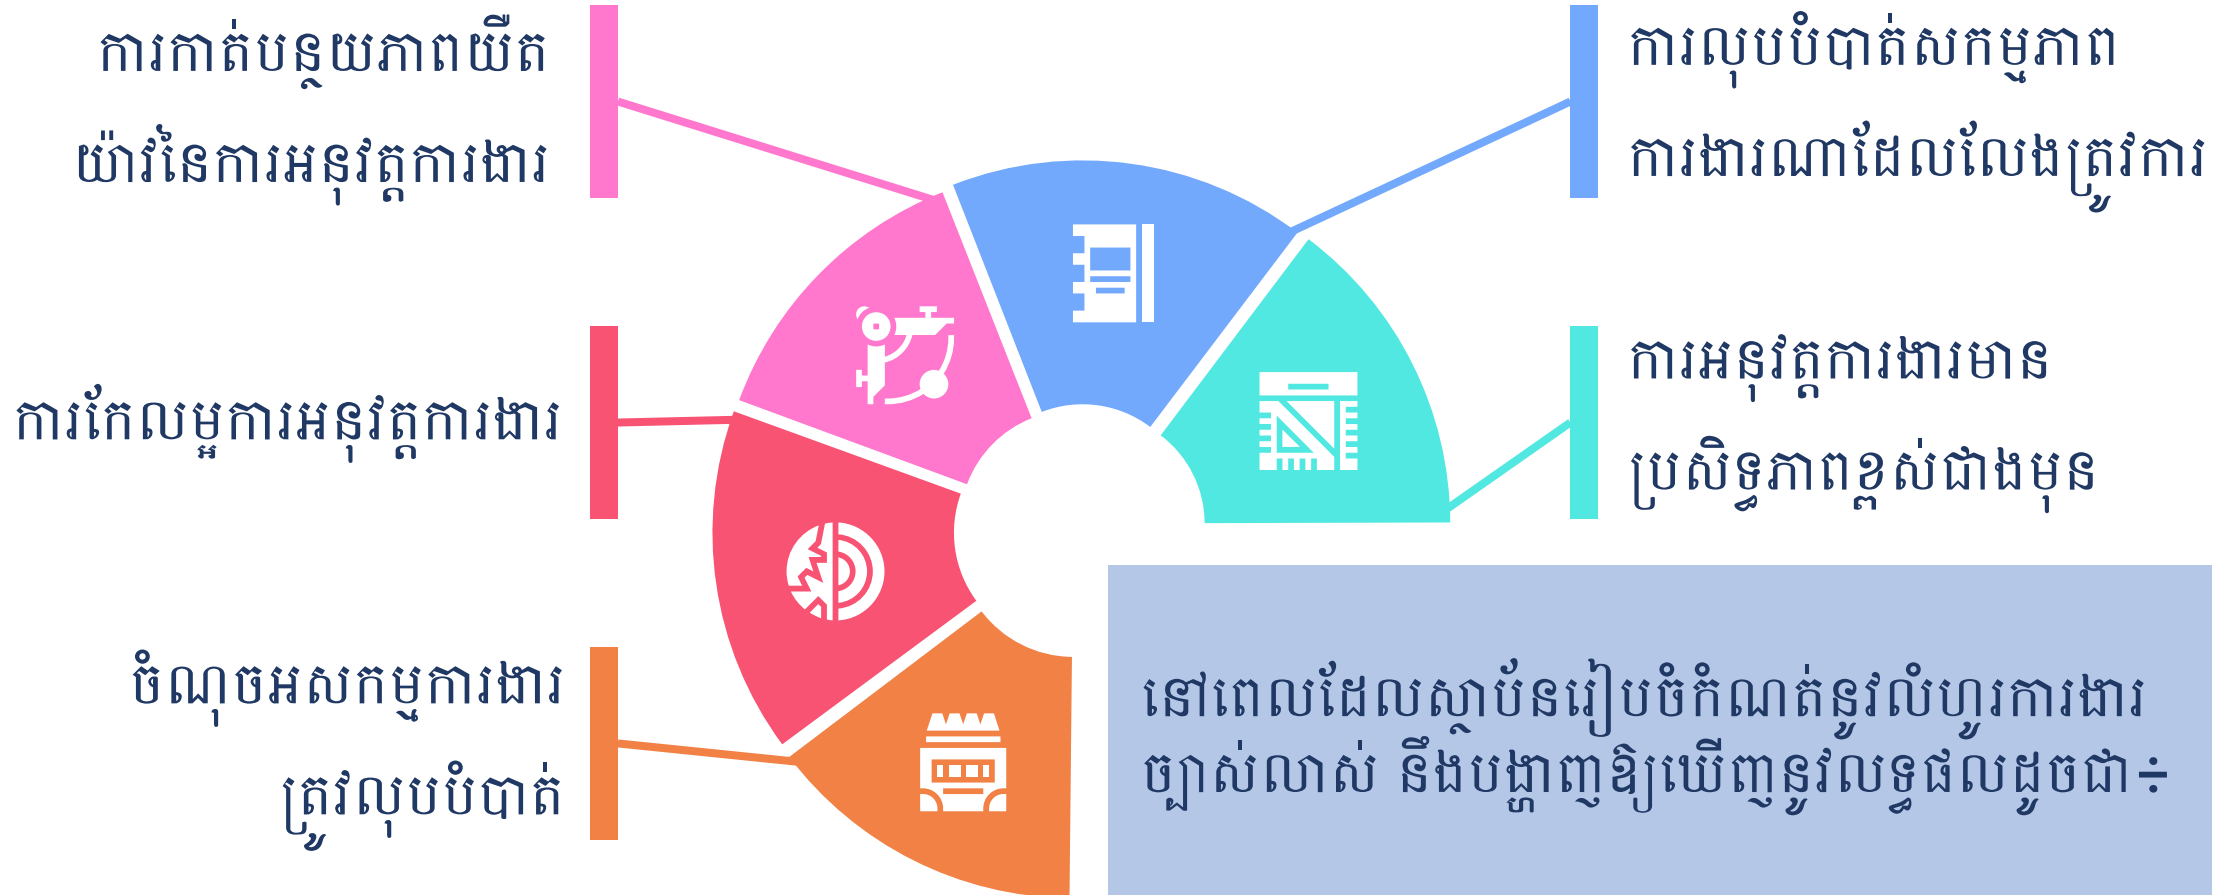 ការកាត់បន្ថយភាពយឺត
យ៉ាវនៃការអនុវត្តការងារ
ការលុបបំបាត់សកម្មភាព
ការងារណាដែលលែងត្រូវការ
ការកែលម្អការអនុវត្តការងារ
ការអនុវត្តការងារមាន
ប្រសិទ្ធភាពខ្ពស់ជាងមុន
ចំណុចអសកម្មការងារ
ត្រូវលុបបំបាត់
នៅពេលដែលស្ថាប័នរៀបចំកំណត់នូវលំហូរការងារ
ច្បាស់លាស់ នឹងបង្ហាញឱ្យឃើញនូវលទ្ធផលដូចជា÷